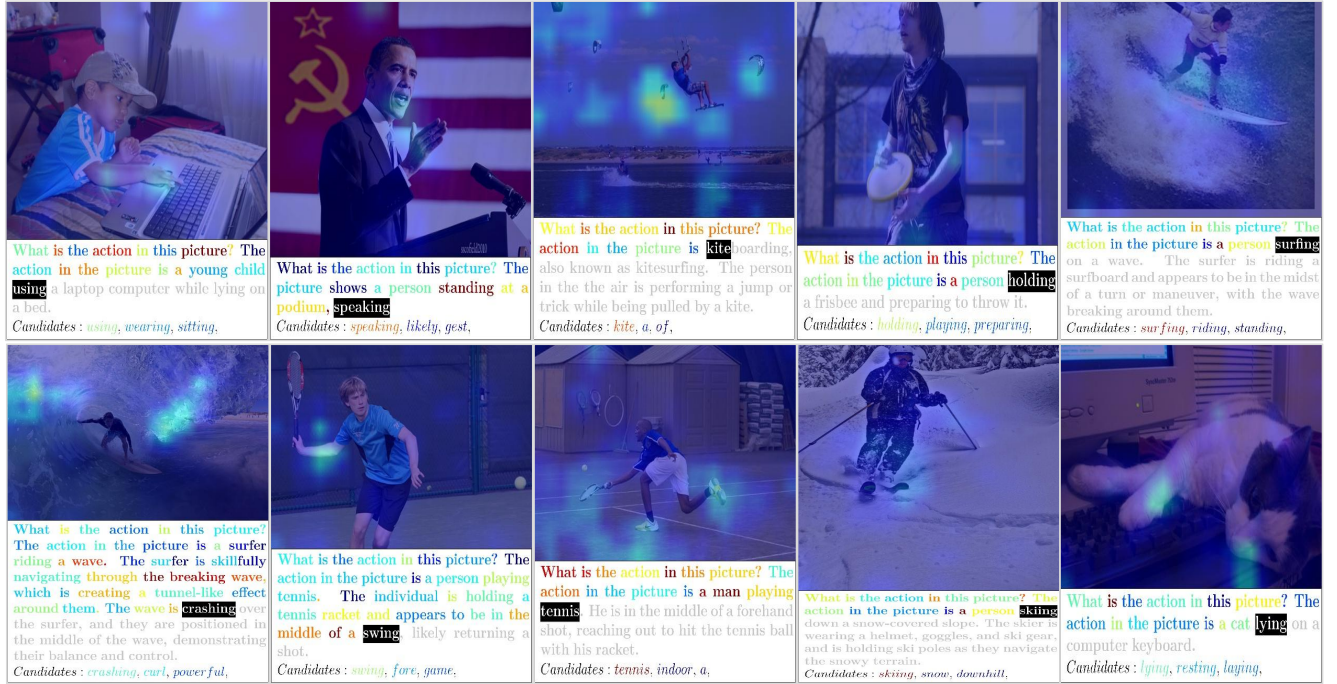 What is the action in this picture? The
action in the picture is a young child
using a laptop computer while lying on
a bed.
Candidates : using, wearing, sitting,
scofield2010
What is the action in this picture? The
picture shows a person standing at a
podium, speaking
Candidates : speaking, likely, gest,
What is the action in this picture? The
action in the picture is kiteboarding,
also known as kitesurfing. The person
in the the air is performing a jump or
trick while being pulled by a kite.
Candidates : kite, a, of,
What is the action in this picture? The
action in the picture is a person holding
a frisbee and preparing to throw it.
Candidates : holding, playing, preparing,
What is the action in this picture? The
action in the picture is a person surfing
on a wave. The surfer is riding a
surfboard and appears to be in the midst
of a turn or maneuver, with the wave
breaking around them.
Candidates : surfing, riding, standing,
What is the action in this picture?
The action in the picture is a surfer
riding a wave. The surfer is skillfully
navigating through the breaking wave,
which is creating a tunnel-like effect
around them. The wave is crashing over
the surfer, and they are positioned in
the middle of the wave, demonstrating
their balance and control.
Candidates : crashing, curl, powerful,
What is the action in this picture? The
action in the picture is a person playing
tennis. The individual is holding a
tennis racket and appears to be in the
middle of a swing, likely returning a
shot.
Candidates : swing, fore, game,
What is the action in this picture? The
action in the picture is a man playing
tennis. He is in the middle of a forehand
shot, reaching out to hit the tennis ball
with his racket.
Candidates : tennis, indoor, a,
What is the action in this picture? The
action in the picture is a person skiing
down a snow-covered slope. The skier is
wearing a helmet, goggles, and ski gear,
and is holding ski poles as they navigate
the snowy terrain.
Candidates : skiing, snow, downhill,
What is the action in this picture? The
action in the picture is a cat lying on a
computer keyboard.
Candidates : lying, resting, laying,